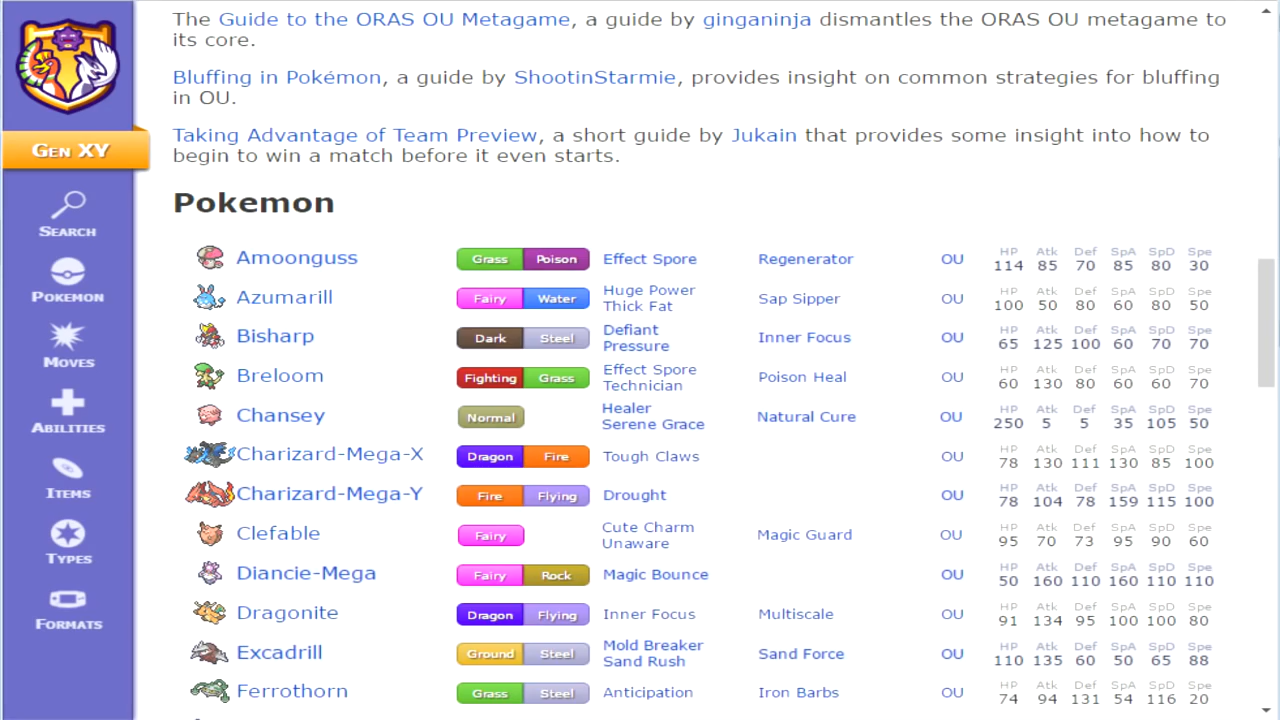 The Guide to the ORAS OU Metagame, a guide by ginganinja dismantles the ORAS OU metagame to
its core.
Bluffing in Pokémon, a guide by ShootinStarmie, provides insight on common strategies for bluffing
in OU.
Taking Advantage of Team Preview, a short guide by Jukain that provides some insight into how to
begin to win a match before it even starts.
Gen XY
Search
Pokemon
Moves
Abilities
Items
Types
Formats
Pokemon
Amoonguss Grass Poison Effect Spore Regenerator OU HP 114 Atk 85 Def 70 SpA 85 SpD 80 Spe 30
Azumarill Fairy Water Huge Power Thick Fat Sap Sipper OU HP 100 Atk 50 Def 80 SpA 60 SpD 80 Spe 50
Bisharp Dark Steel Defiant Pressure Inner Focus OU HP 65 Atk 125 Def 100 SpA 60 SpD 70 Spe 70
Breloom Fighting Grass Effect Spore Technician Poison Heal OU HP 60 Atk 130 Def 80 SpA 60 SpD 60 Spe 70
Chansey Normal Healer Serene Grace Natural Cure OU HP 250 Atk 5 Def 5 SpA 35 SpD 105 Spe 50
Charizard-Mega-X Dragon Fire Tough Claws OU HP 78 Atk 130 Def 111 SpA 130 SpD 85 Spe 100
Charizard-Mega-Y Fire Flying Drought OU HP 78 Atk 104 Def 78 SpA 159 SpD 115 Spe 100
Clefable Fairy Cute Charm Unaware Magic Guard OU HP 95 Atk 70 Def 73 SpA 95 SpD 90 Spe 60
Diancie-Mega Fairy Rock Magic Bounce OU HP 50 Atk 160 Def 110 SpA 160 SpD 110 Spe 110
Dragonite Dragon Flying Inner Focus Multiscale OU HP 91 Atk 134 Def 95 SpA 100 SpD 100 Spe 80
Excadrill Ground Steel Mold Breaker Sand Rush Sand Force OU HP 110 Atk 135 Def 60 SpA 50 SpD 65 Spe 88
Ferrothorn Grass Steel Anticipation Iron Barbs OU HP 74 Atk 94 Def 131 SpA 54 SpD 116 Spe 20